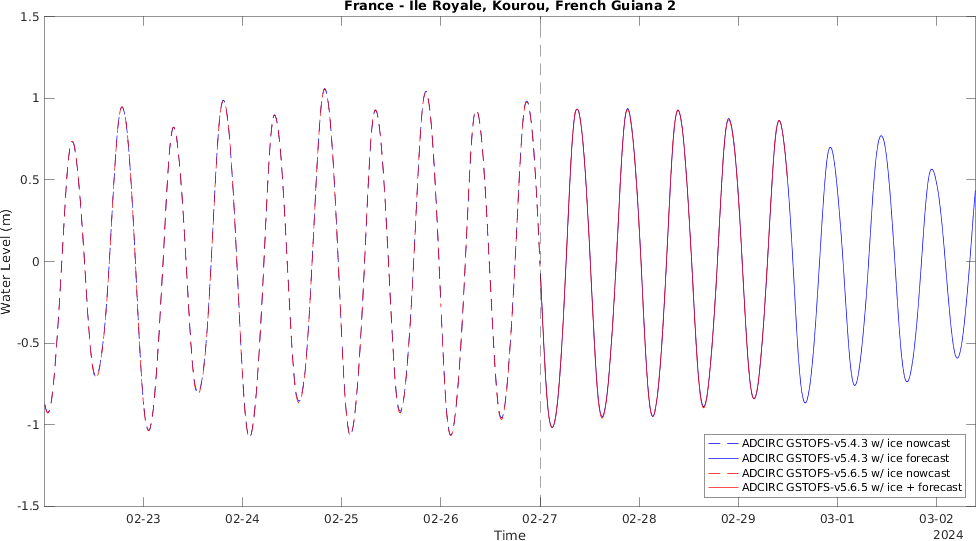 France - Ile Royale, Kourou, French Guiana 2
Water Level (m)
1.5
1
0.5
0
-0.5
-1
-1.5
02-23
02-24
02-25
02-26
02-27
02-28
02-29
03-01
03-02
Time
2024
ADCIRC GSTOFS-v5.4.3 w/ ice nowcast
ADCIRC GSTOFS-v5.4.3 w/ ice forecast
ADCIRC GSTOFS-v5.6.5 w/ ice nowcast
ADCIRC GSTOFS-v5.6.5 w/ ice + forecast